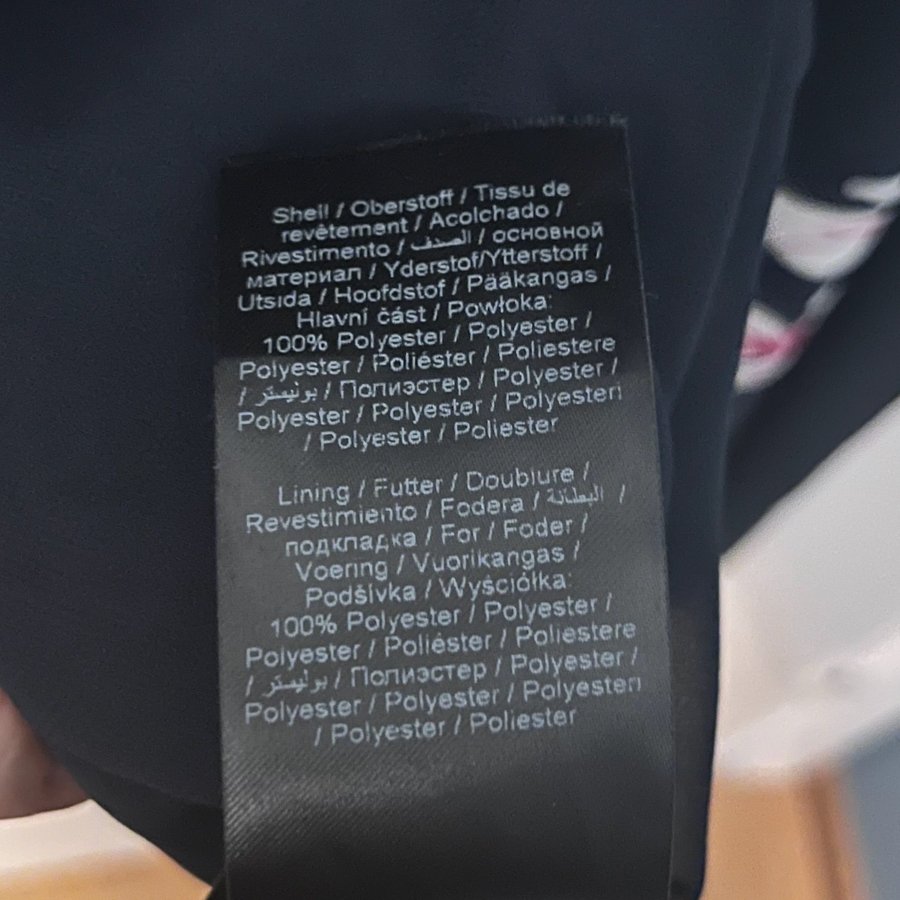 Shell / Oberstoff / Tissu de
revêtement / Acolchado /
Rivestimento / الصدف / основной
материал / Yderstof/Ytterstoff /
Utsida / Hoofdstof / Pääkangas /
Hlavní část / Powłoka:
100% Polyester / Polyester /
Polyester / Poliéster / Poliestere
/ بوليستر / Полиэстер / Polyester /
Polyester / Polyester / Polyesteri
/ Polyester / Poliester
Lining / Futter / Doublure /
Revestimiento / Fodera / البطانة /
подкладка / For / Foder /
Voering / Vuorikangas /
Podšívka / Wyściółka:
100% Polyester / Polyester /
Polyester / Poliéster / Poliestere
/ بوليستر / Полиэстер / Polyester /
Polyester / Polyester / Polyesteri
/ Polyester / Poliester